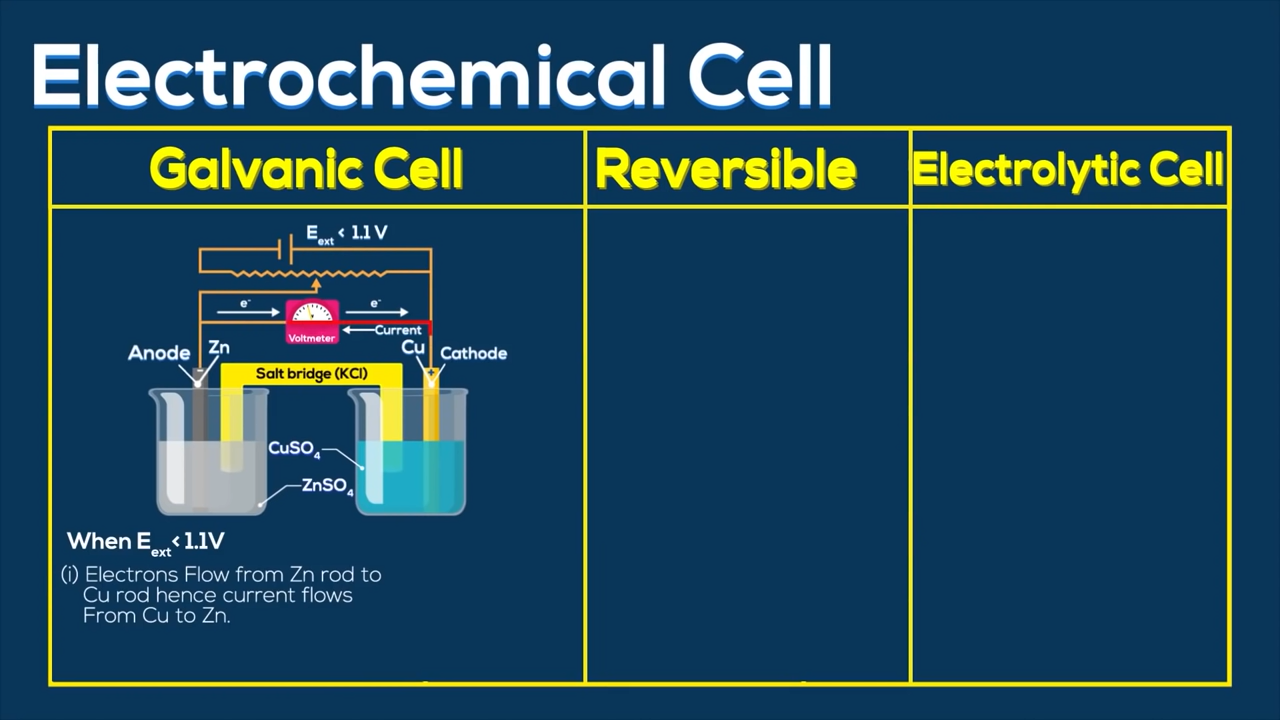 Electrochemical Cell
Galvanic Cell
Reversible
Electrolytic Cell
Eext < 1.1 V
e- e-
Voltmeter
Current
Anode
Zn
Cu
Cathode
- +
Salt bridge (KCl)
CuSO4
ZnSO4
When Eext< 1.1V
(i) Electrons Flow from Zn rod to
Cu rod hence current flows
From Cu to Zn.